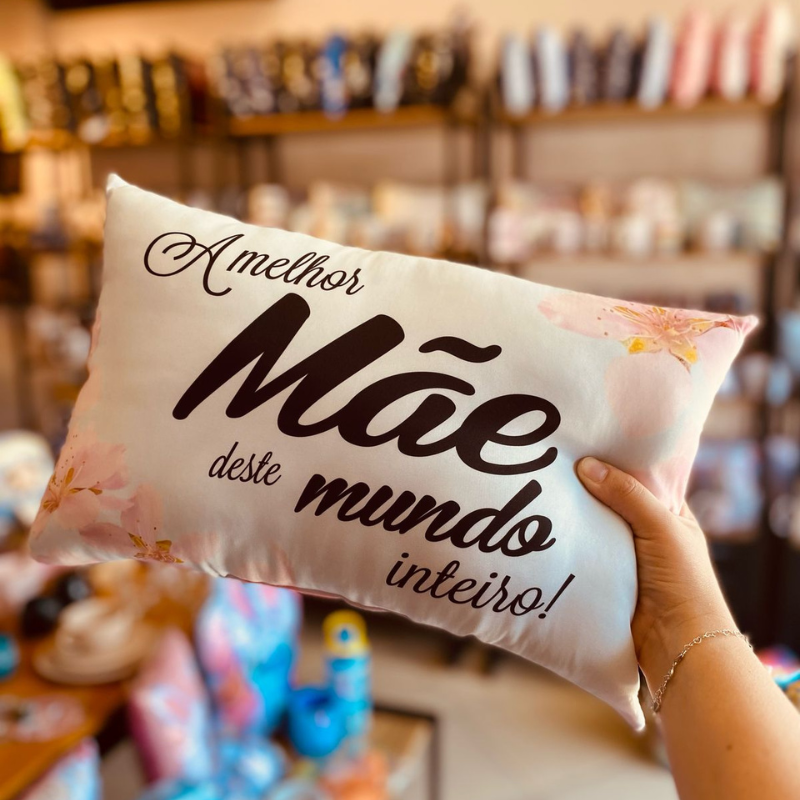 A melhor
Mãe
deste mundo
inteiro!